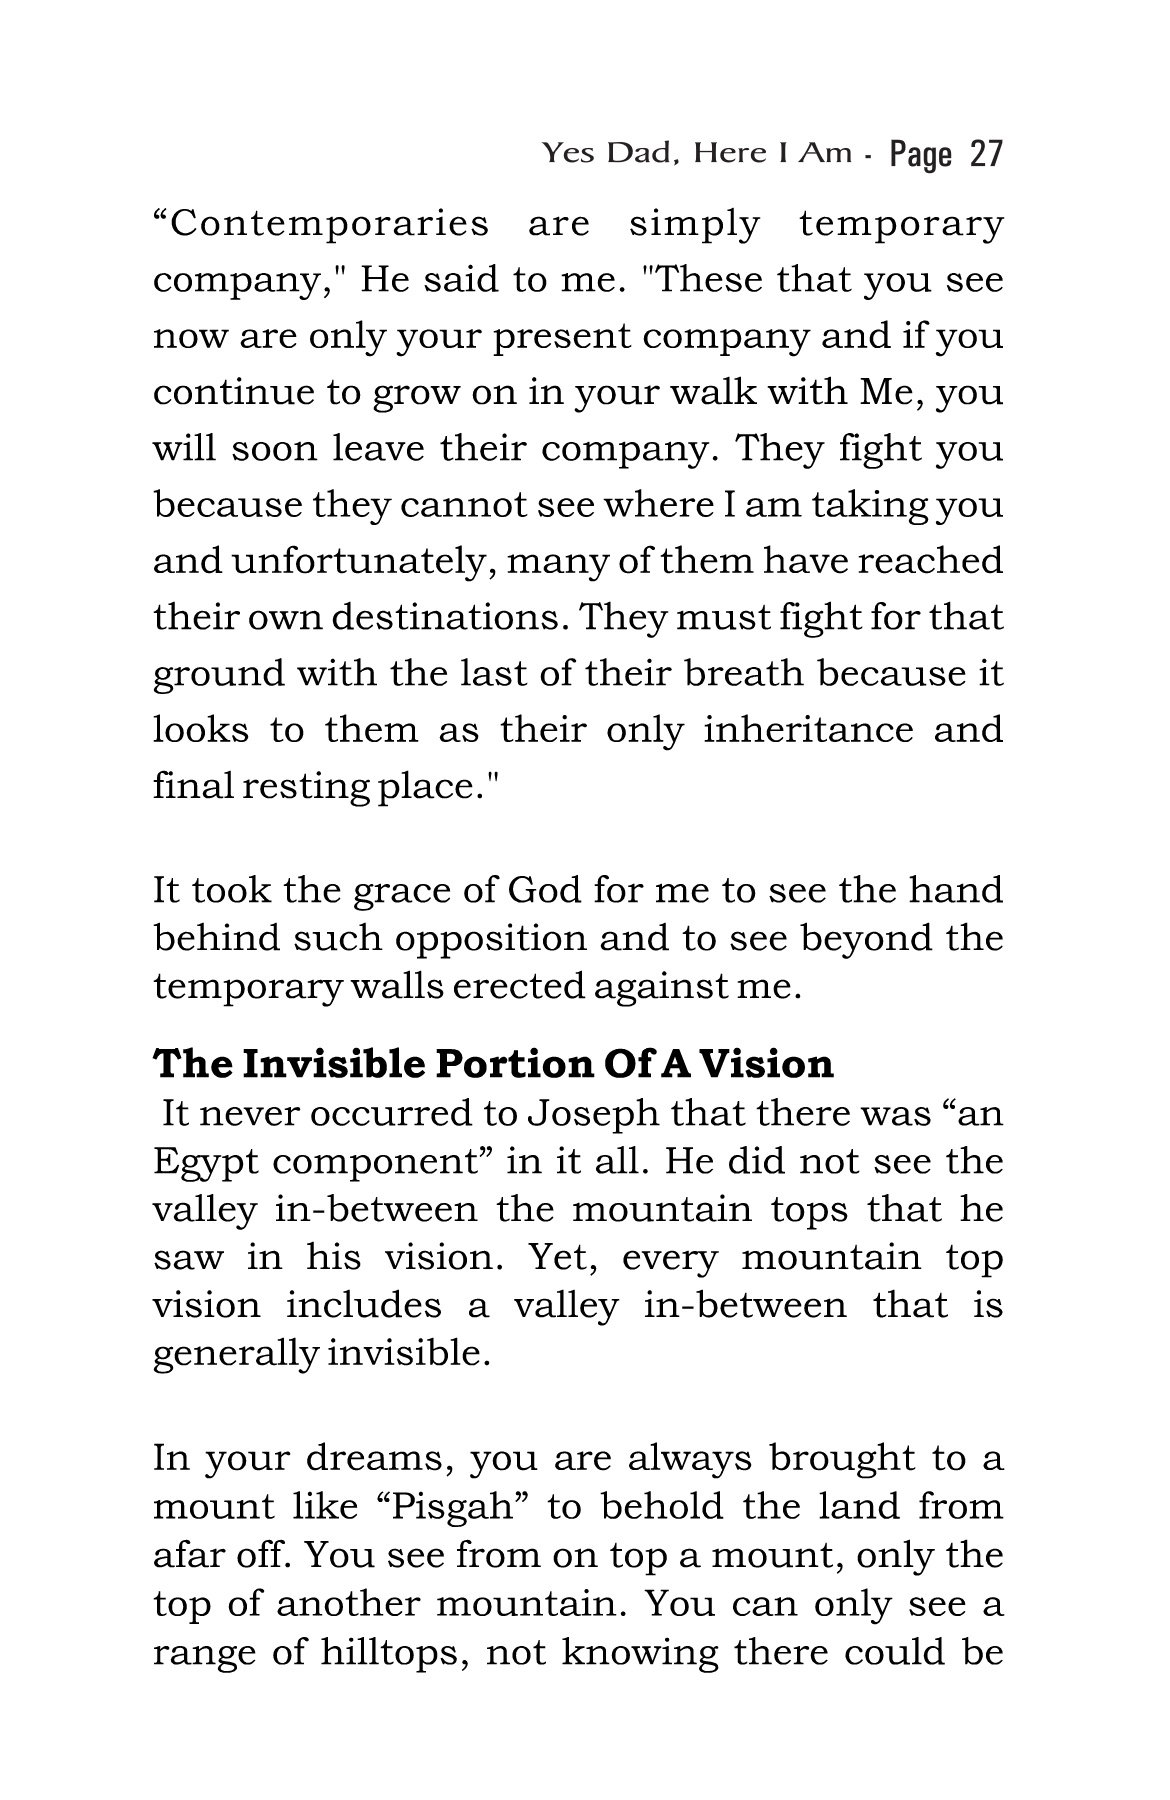 Yes Dad, Here I Am - Page 27
“Contemporaries are simply temporary
company," He said to me. "These that you see
now are only your present company and if you
continue to grow on in your walk with Me, you
will soon leave their company. They fight you
because they cannot see where I am taking you
and unfortunately, many of them have reached
their own destinations. They must fight for that
ground with the last of their breath because it
looks to them as their only inheritance and
final resting place."
It took the grace of God for me to see the hand
behind such opposition and to see beyond the
temporary walls erected against me.
The Invisible Portion Of A Vision
It never occurred to Joseph that there was “an
Egypt component” in it all. He did not see the
valley in-between the mountain tops that he
saw in his vision. Yet, every mountain top
vision includes a valley in-between that is
generally invisible.
In your dreams, you are always brought to a
mount like “Pisgah” to behold the land from
afar off. You see from on top a mount, only the
top of another mountain. You can only see a
range of hilltops, not knowing there could be